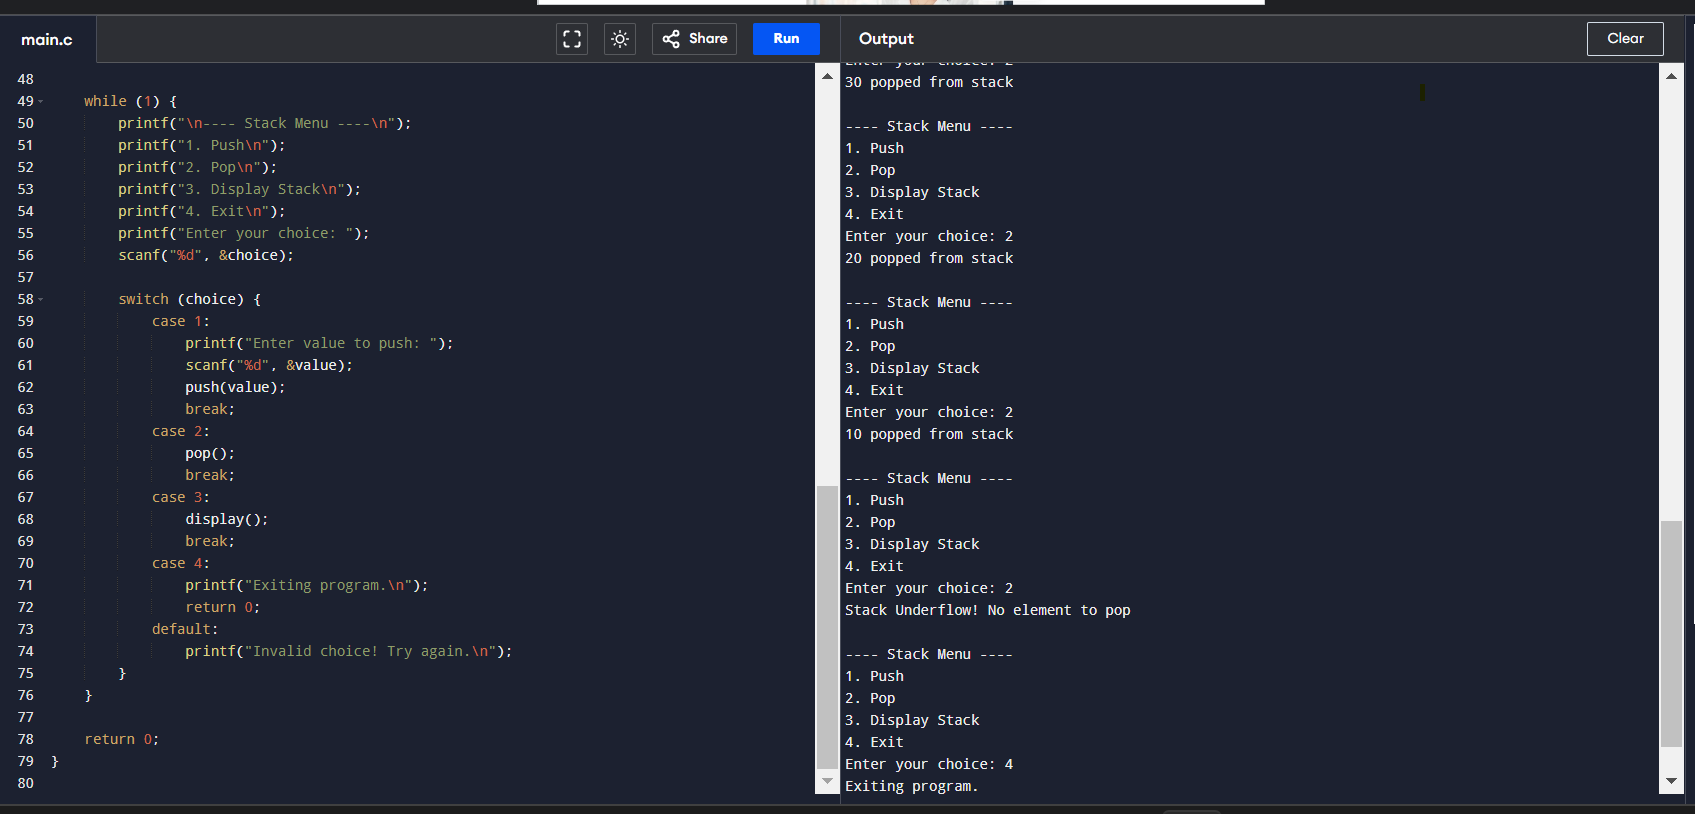 main.c
Share
Run
Output
Clear
48
49 while (1) {
50 printf("\n---- Stack Menu ----\n");
51 printf("1. Push\n");
52 printf("2. Pop\n");
53 printf("3. Display Stack\n");
54 printf("4. Exit\n");
55 printf("Enter your choice: ");
56 scanf("%d", &choice);
57
58 switch (choice) {
59 case 1:
60 printf("Enter value to push: ");
61 scanf("%d", &value);
62 push(value);
63 break;
64 case 2:
65 pop();
66 break;
67 case 3:
68 display();
69 break;
70 case 4:
71 printf("Exiting program.\n");
72 return 0;
73 default:
74 printf("Invalid choice! Try again.\n");
75 }
76 }
77
78 return 0;
79 }
80
Enter your choice: 2
30 popped from stack
---- Stack Menu ----
1. Push
2. Pop
3. Display Stack
4. Exit
Enter your choice: 2
20 popped from stack
---- Stack Menu ----
1. Push
2. Pop
3. Display Stack
4. Exit
Enter your choice: 2
10 popped from stack
---- Stack Menu ----
1. Push
2. Pop
3. Display Stack
4. Exit
Enter your choice: 2
Stack Underflow! No element to pop
---- Stack Menu ----
1. Push
2. Pop
3. Display Stack
4. Exit
Enter your choice: 4
Exiting program.